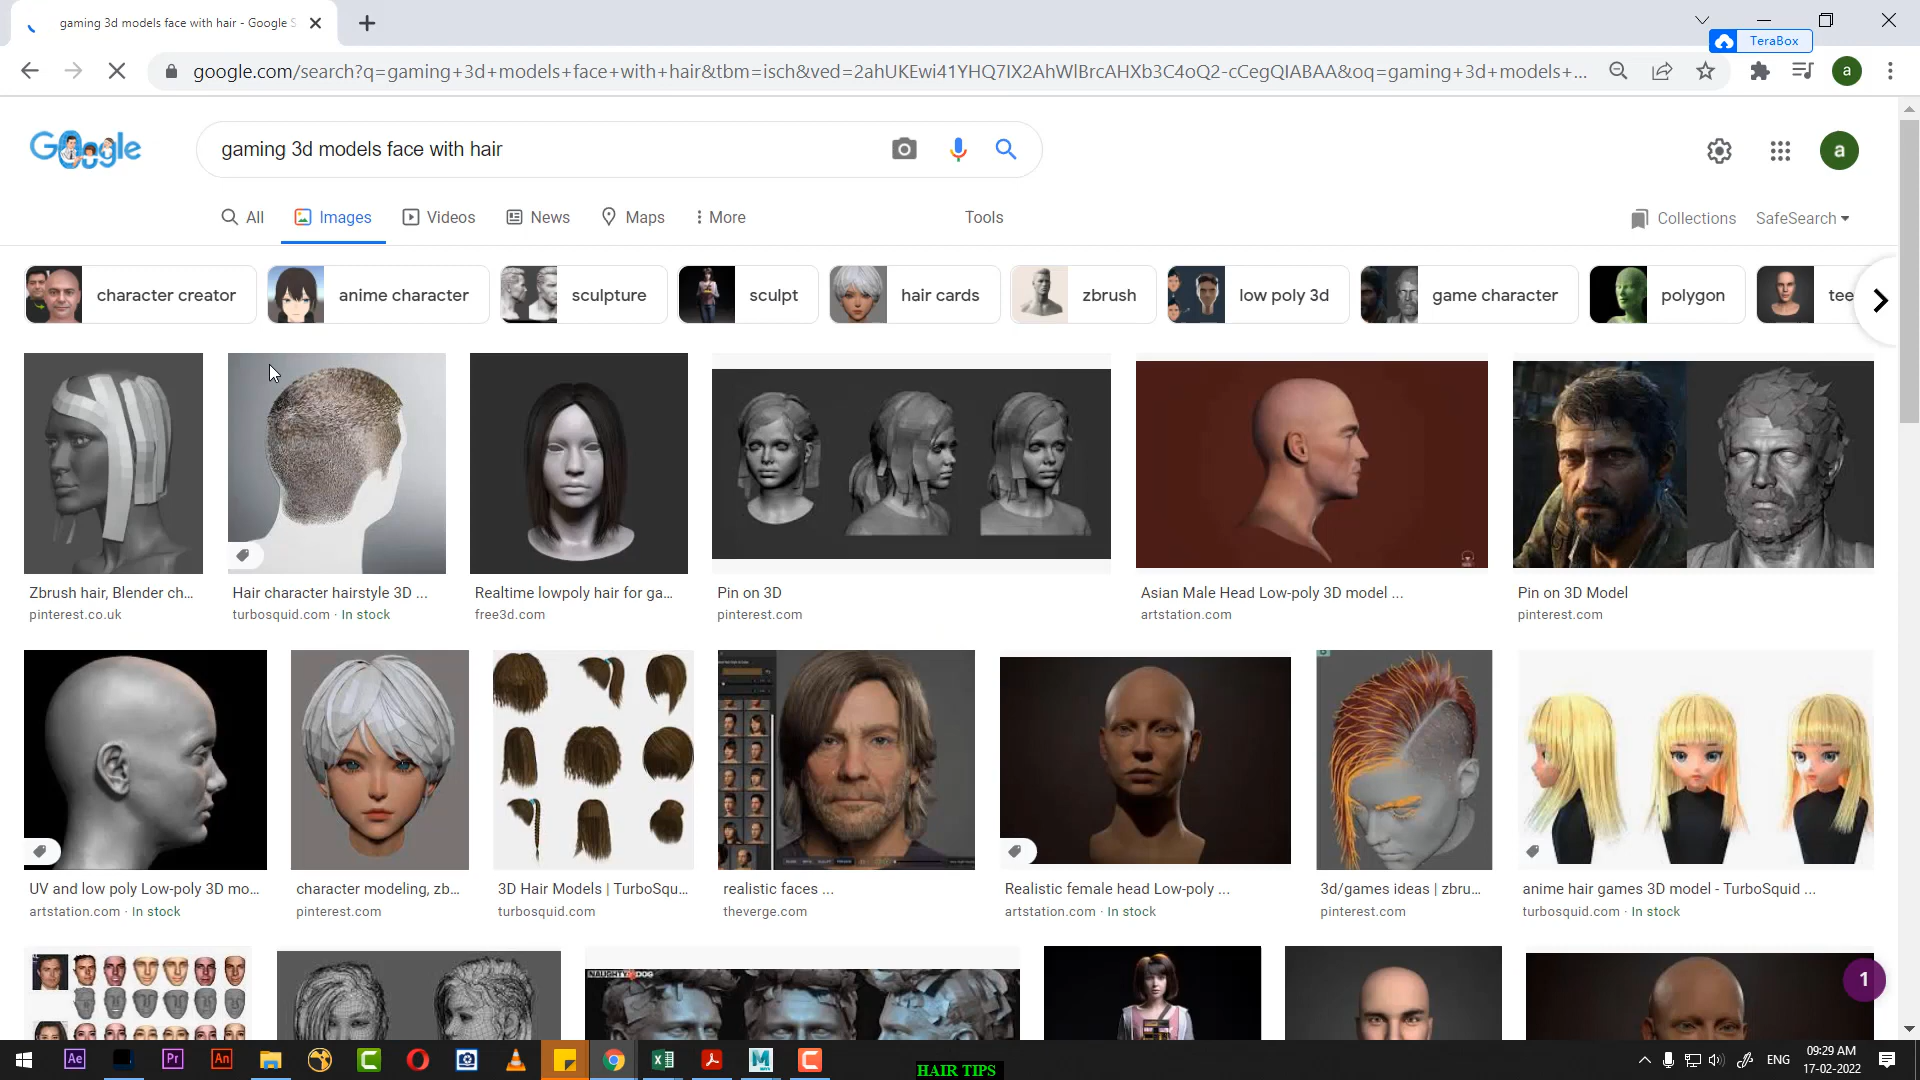 gaming 3d models face with hair - Google S
TeraBox
google.com/search?q=gaming+3d+models+face+with+hair&tbm=isch&ved=2ahUKEwi41YHQ7IX2AhWlBrcAHXb3C4oQ2-cCegQIABAA&oq=gaming+3d+models+...
a
Google
gaming 3d models face with hair
a
All
Images
Videos
News
Maps
More
Tools
Collections
SafeSearch
character creator
anime character
sculpture
sculpt
hair cards
zbrush
low poly 3d
game character
polygon
tee
Zbrush hair, Blender ch...
Hair character hairstyle 3D ...
Realtime lowpoly hair for ga...
Pin on 3D
Asian Male Head Low-poly 3D model ...
Pin on 3D Model
pinterest.co.uk
turbosquid.com · In stock
free3d.com
pinterest.com
artstation.com
pinterest.com
UV and low poly Low-poly 3D mo...
character modeling, zb...
3D Hair Models | TurboSqu...
realistic faces ...
Realistic female head Low-poly ...
3d/games ideas | zbru...
anime hair games 3D model - TurboSquid ...
artstation.com · In stock
pinterest.com
turbosquid.com
theverge.com
artstation.com · In stock
pinterest.com
turbosquid.com · In stock
NAUGHTY DOG
1
Ae
Pr
An
HAIR TIPS
ENG
09:29 AM
17-02-2022